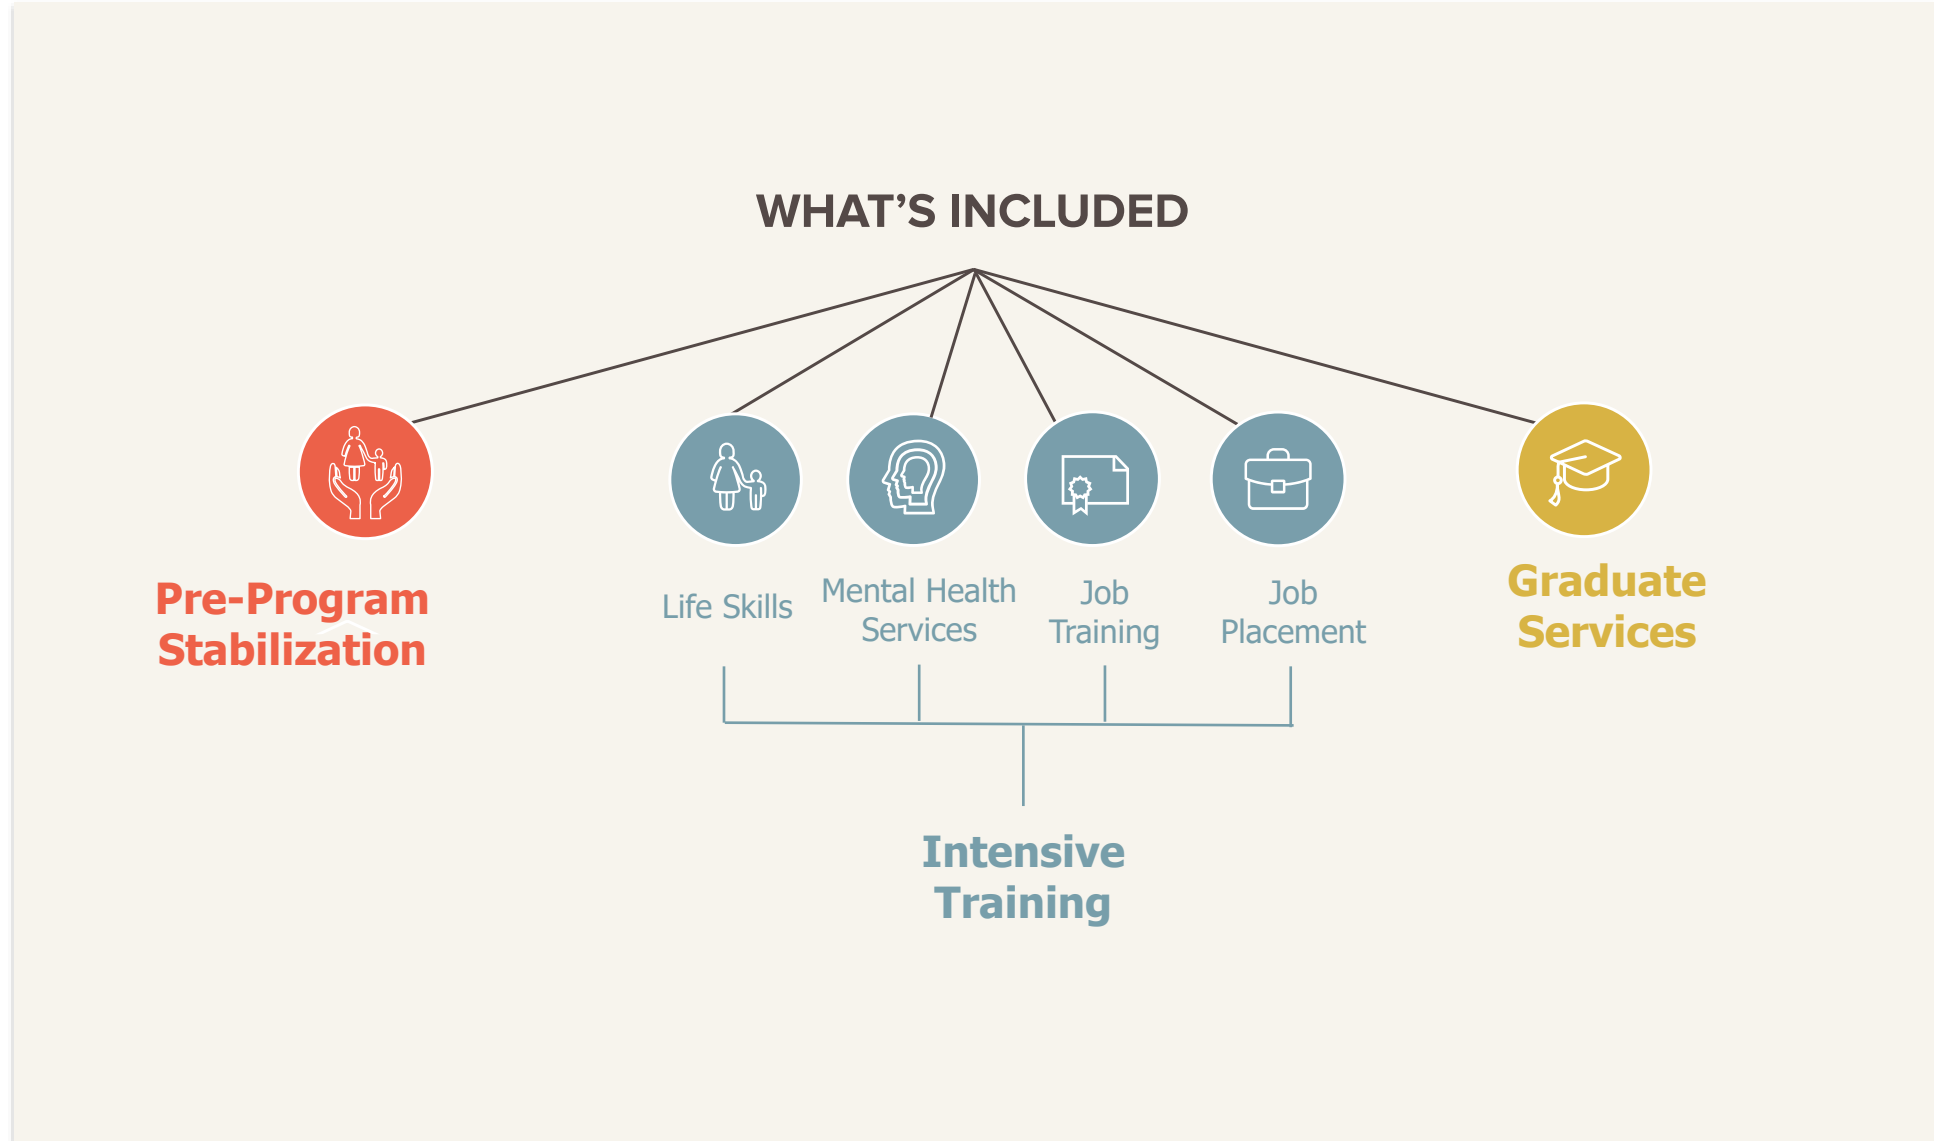 WHAT’S INCLUDED
Pre-Program
Stabilization
Life Skills
Mental Health
Services
Job
Training
Job
Placement
Graduate
Services
Intensive
Training